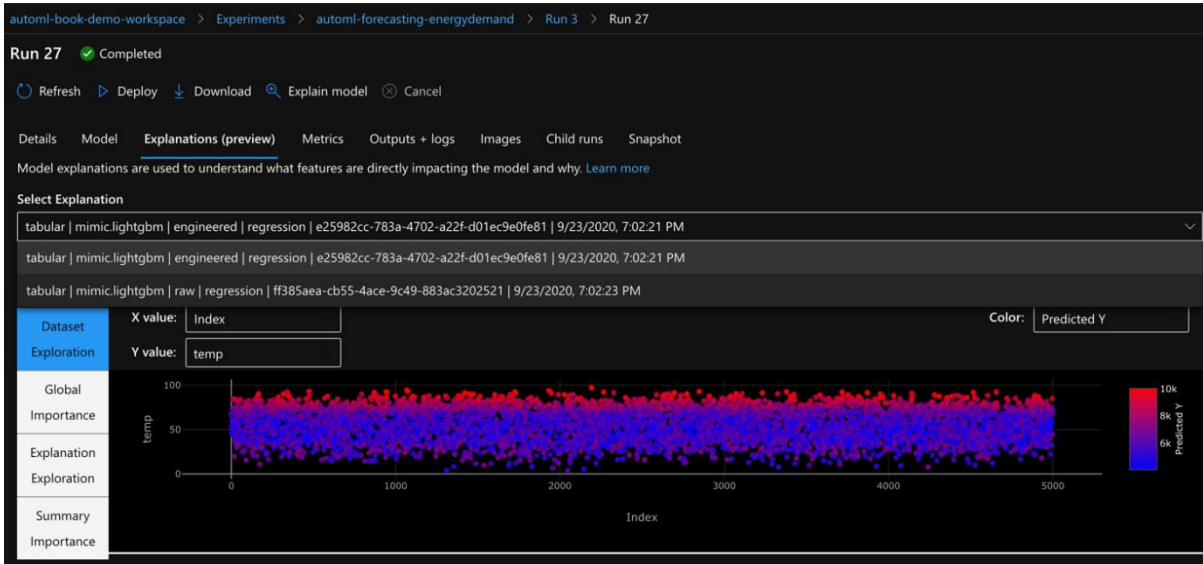 automl-book-demo-workspace > Experiments > automl-forecasting-energydemand > Run 3 > Run 27
Run 27 Completed
Refresh Deploy Download Explain model Cancel
Details Model Explanations (preview) Metrics Outputs + logs Images Child runs Snapshot
Model explanations are used to understand what features are directly impacting the model and why. Learn more
Select Explanation
tabular | mimic.lightgbm | engineered | regression | e25982cc-783a-4702-a22f-d01ec9e0fe81 | 9/23/2020, 7:02:21 PM
tabular | mimic.lightgbm | engineered | regression | e25982cc-783a-4702-a22f-d01ec9e0fe81 | 9/23/2020, 7:02:21 PM
tabular | mimic.lightgbm | raw | regression | ff385aea-cb55-4ace-9c49-883ac3202521 | 9/23/2020, 7:02:23 PM
Dataset
Exploration
Global
Importance
Explanation
Exploration
Summary
Importance
X value: Index
Color: Predicted Y
Y value: temp
100
50
0
temp
0 1000 2000 3000 4000 5000
Index
10k
8k
6k
Predicted Y